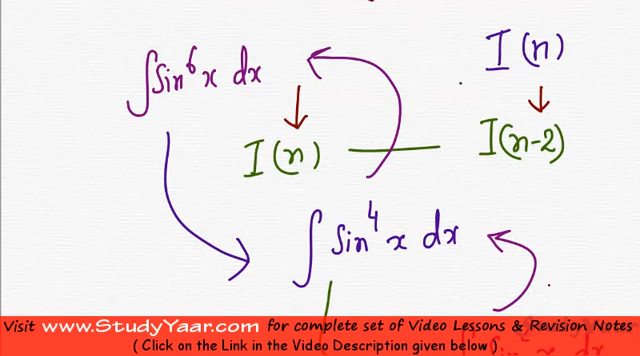 ∫sin⁶x dx
I(n)
I(n) — I(n-2)
∫ sin⁴x dx
Visit www.StudyYaar.com for complete set of Video Lessons & Revision Notes
( Click on the Link in the Video Description given below )